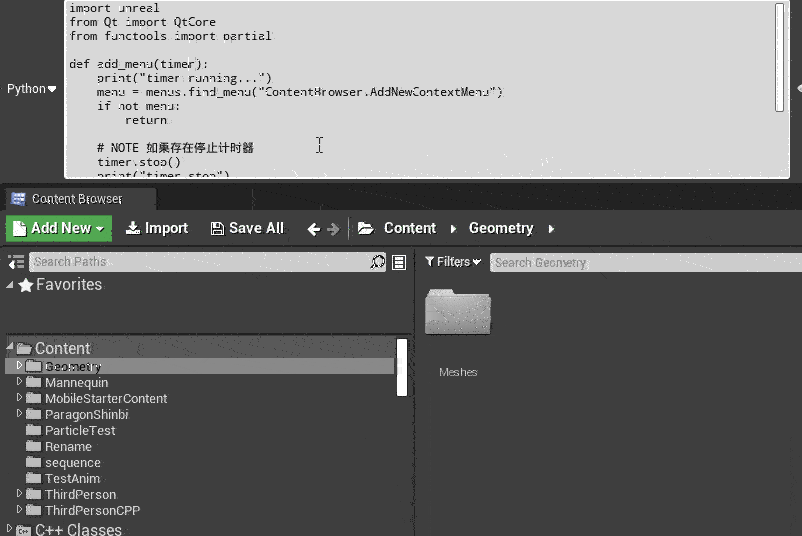 import unreal
from Qt import QtCore
from functools import partial
def add_menu(timer):
print("timer running...")
menu = menus.find_menu("ContentBrowser.AddNewContextMenu")
if not menu:
return
# NOTE 如果存在停止计时器
timer.stop()
print("timer stop")
Python
Content Browser
Add New Import Save All Content Geometry
Search Paths Filters Search Geometry
Favorites
Content
Geometry
Mannequin
MobileStarterContent
ParagonShinbi
ParticleTest
Rename
sequence
TestAnim
ThirdPerson
ThirdPersonCPP
C++ Classes
Meshes